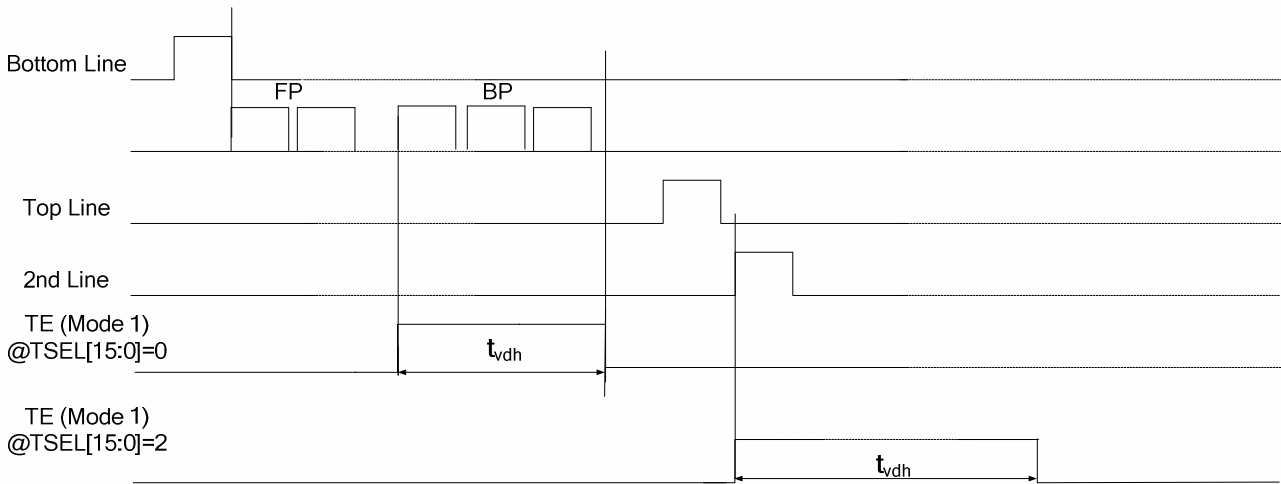 Bottom Line
FP
BP
Top Line
2nd Line
TE (Mode 1)
@TSEL[15:0]=0
tvdh
TE (Mode 1)
@TSEL[15:0]=2
tvdh